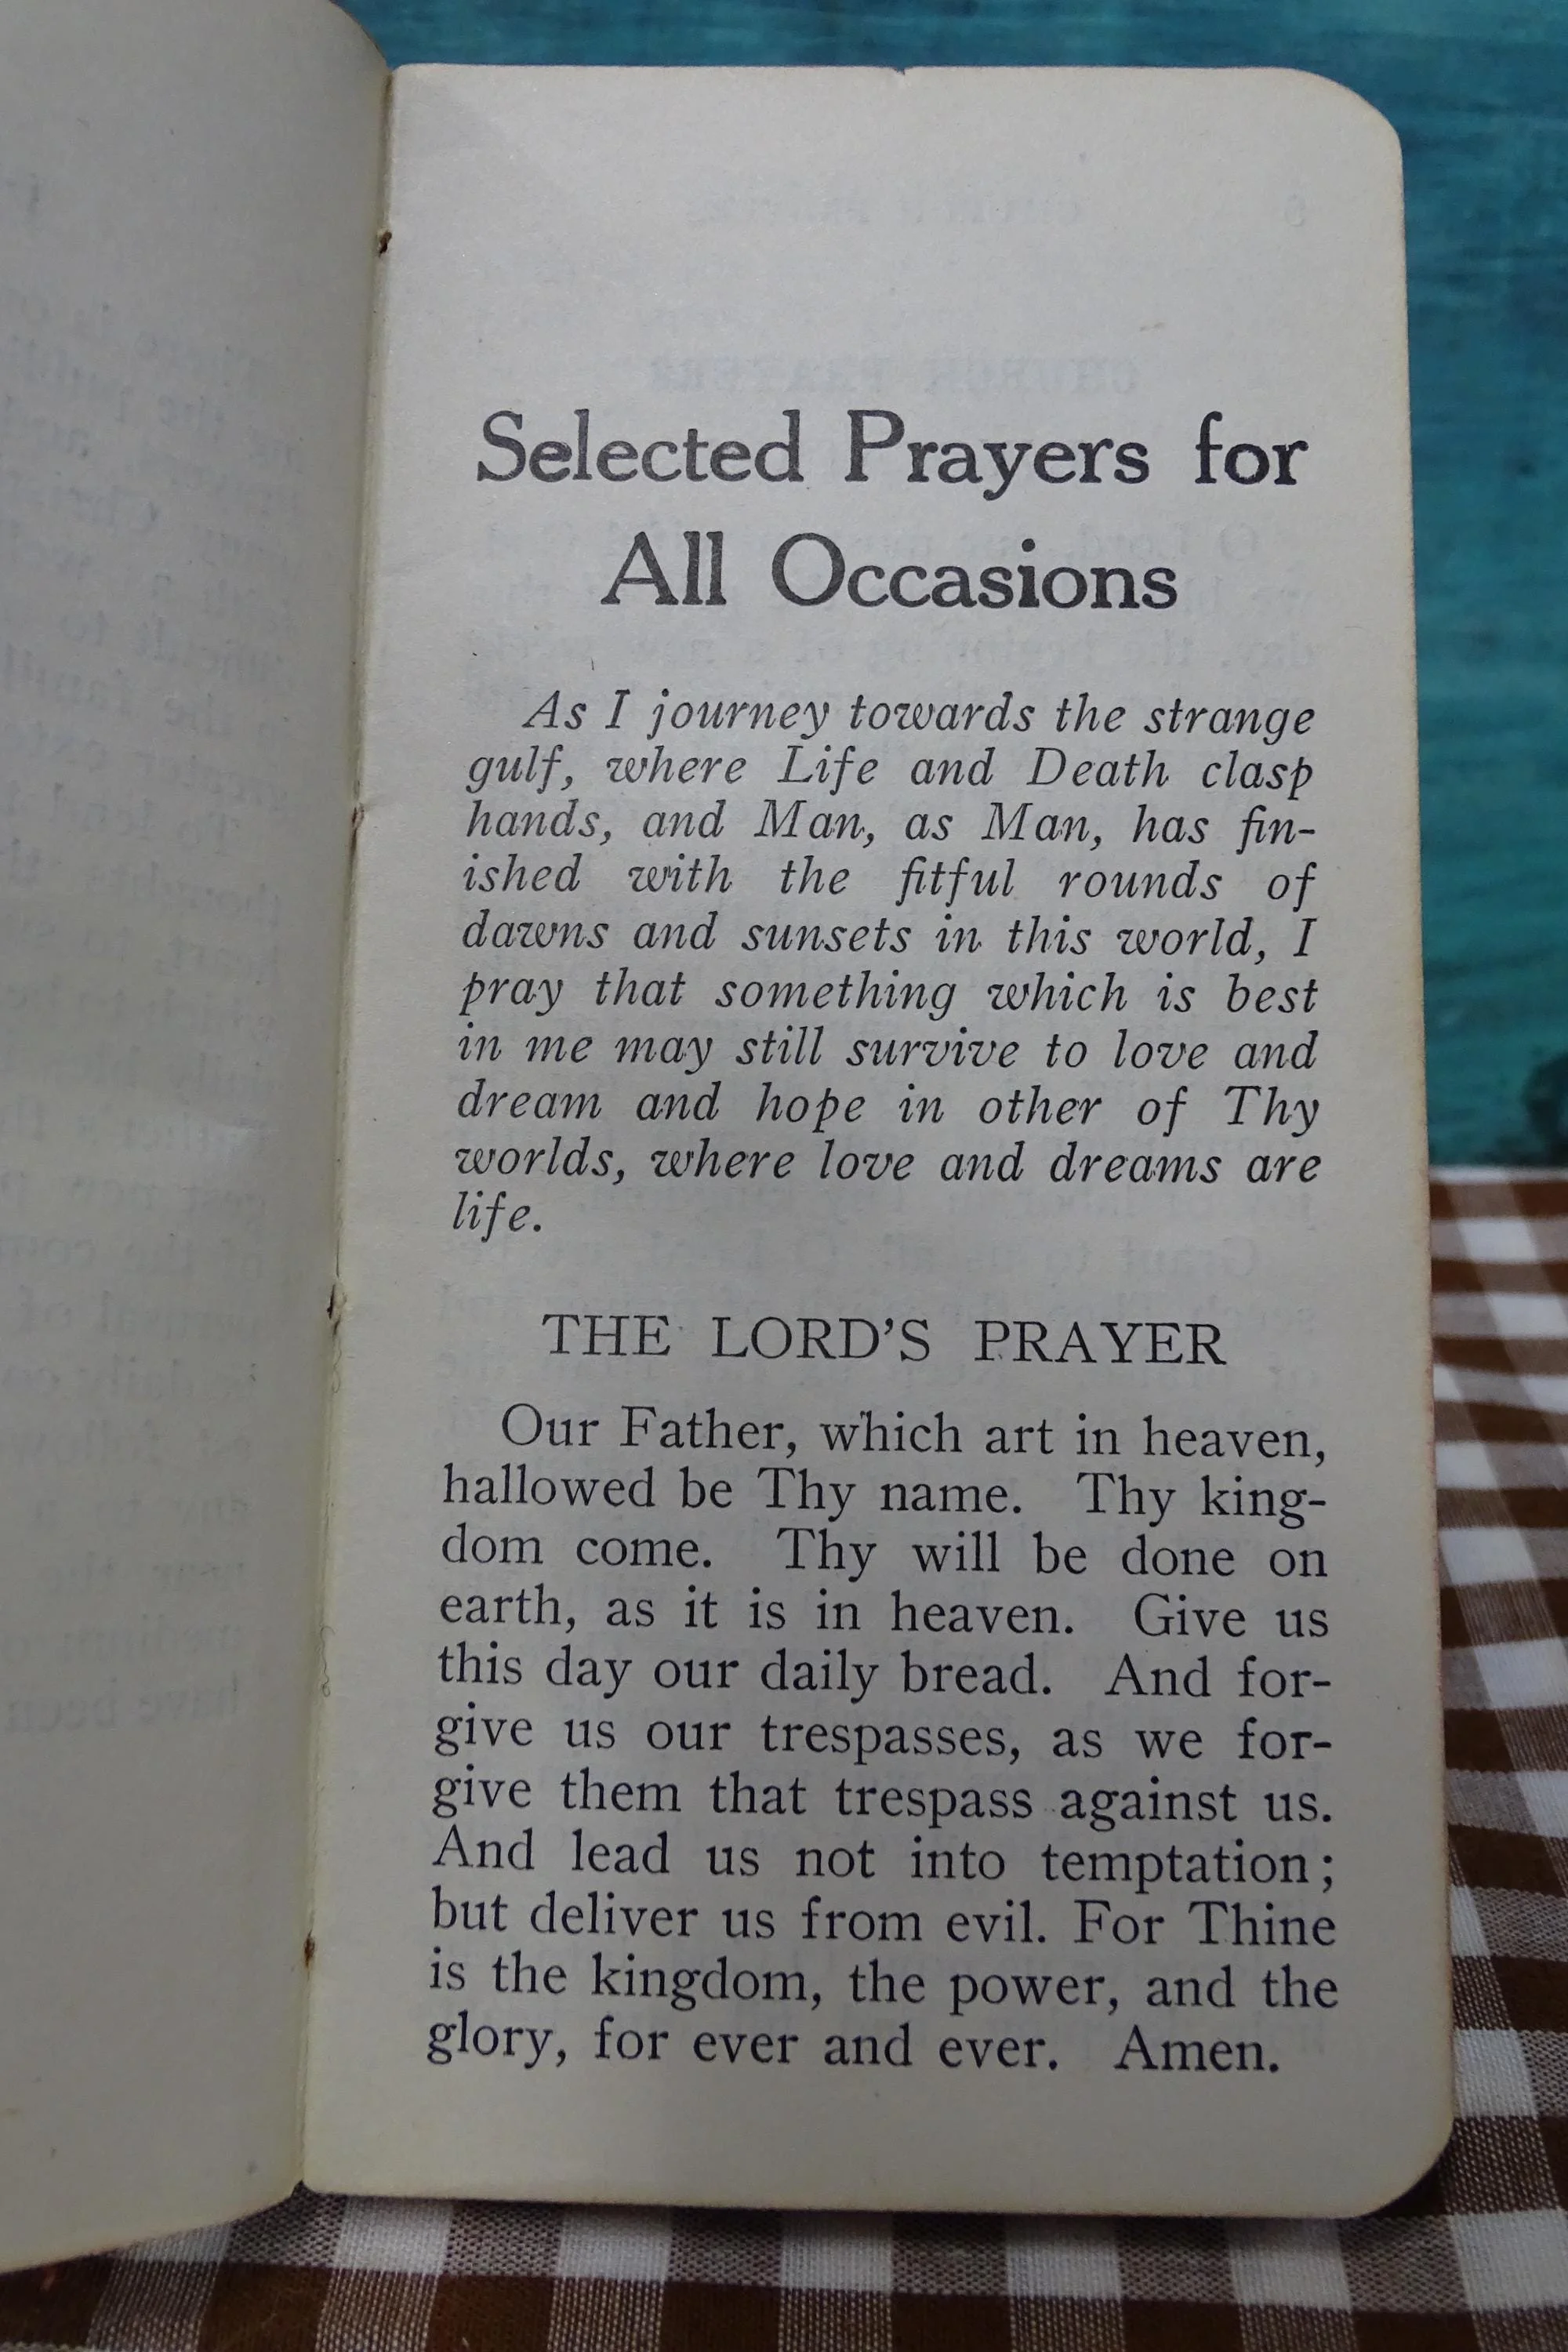 Selected Prayers for
All Occasions
As I journey towards the strange
gulf, where Life and Death clasp
hands, and Man, as Man, has fin-
ished with the fitful rounds of
dawns and sunsets in this world, I
pray that something which is best
in me may still survive to love and
dream and hope in other of Thy
worlds, where love and dreams are
life.
THE LORD'S PRAYER
Our Father, which art in heaven,
hallowed be Thy name. Thy king-
dom come. Thy will be done on
earth, as it is in heaven. Give us
this day our daily bread. And for-
give us our trespasses, as we for-
give them that trespass against us.
And lead us not into temptation;
but deliver us from evil. For Thine
is the kingdom, the power, and the
glory, for ever and ever. Amen.